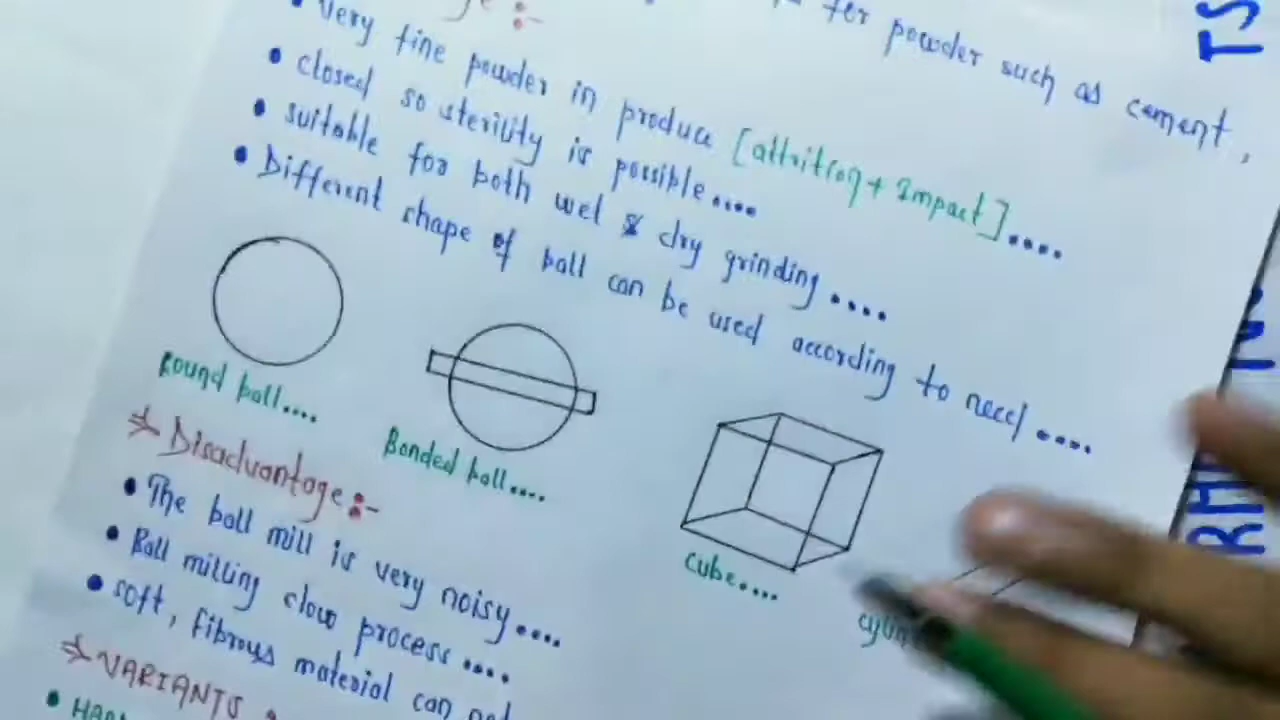 for powder such as cement,
• Very fine powder in produce [attrition + Impact]....
• closed so sterility is possible....
• suitable for both wet & dry grinding....
• Different shape of ball can be used according to need....
Round ball....
Bonded ball....
cube....
cylin
⇒ Disadvantage:-
• The ball mill is very noisy....
• Ball milling slow process....
• soft, fibrous material can not
⇒ VARIANTS
TS